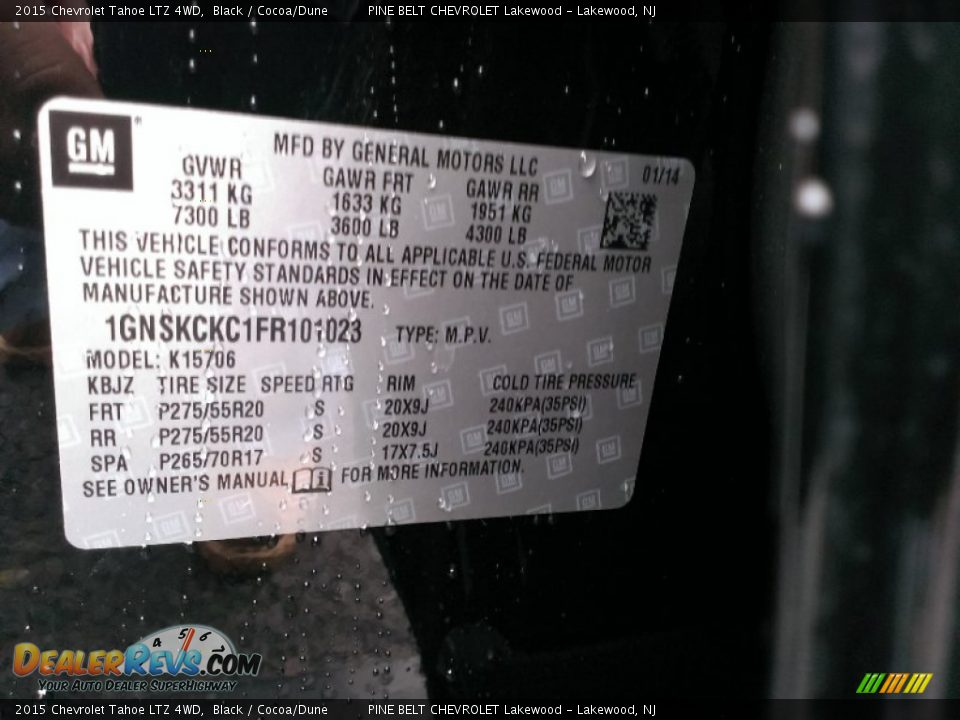 2015 Chevrolet Tahoe LTZ 4WD, Black / Cocoa/Dune PINE BELT CHEVROLET Lakewood - Lakewood, NJ
GM
MFD BY GENERAL MOTORS LLC 01/14
GVWR GAWR FRT GAWR RR
3311 KG 1633 KG 1951 KG
7300 LB 3600 LB 4300 LB
THIS VEHICLE CONFORMS TO ALL APPLICABLE U.S. FEDERAL MOTOR
VEHICLE SAFETY STANDARDS IN EFFECT ON THE DATE OF
MANUFACTURE SHOWN ABOVE.
1GNSKCKC1FR101023 TYPE: M.P.V.
MODEL: K15706
KBJZ TIRE SIZE SPEED RTG RIM COLD TIRE PRESSURE
FRT P275/55R20 S 20X9J 240KPA(35PSI)
RR P275/55R20 S 20X9J 240KPA(35PSI)
SPA P265/70R17 S 17X7.5J 240KPA(35PSI)
SEE OWNER'S MANUAL i FOR MORE INFORMATION.
4 5 6
DEALERREVS.COM
YOUR AUTO DEALER SUPERHIGHWAY
2015 Chevrolet Tahoe LTZ 4WD, Black / Cocoa/Dune PINE BELT CHEVROLET Lakewood - Lakewood, NJ